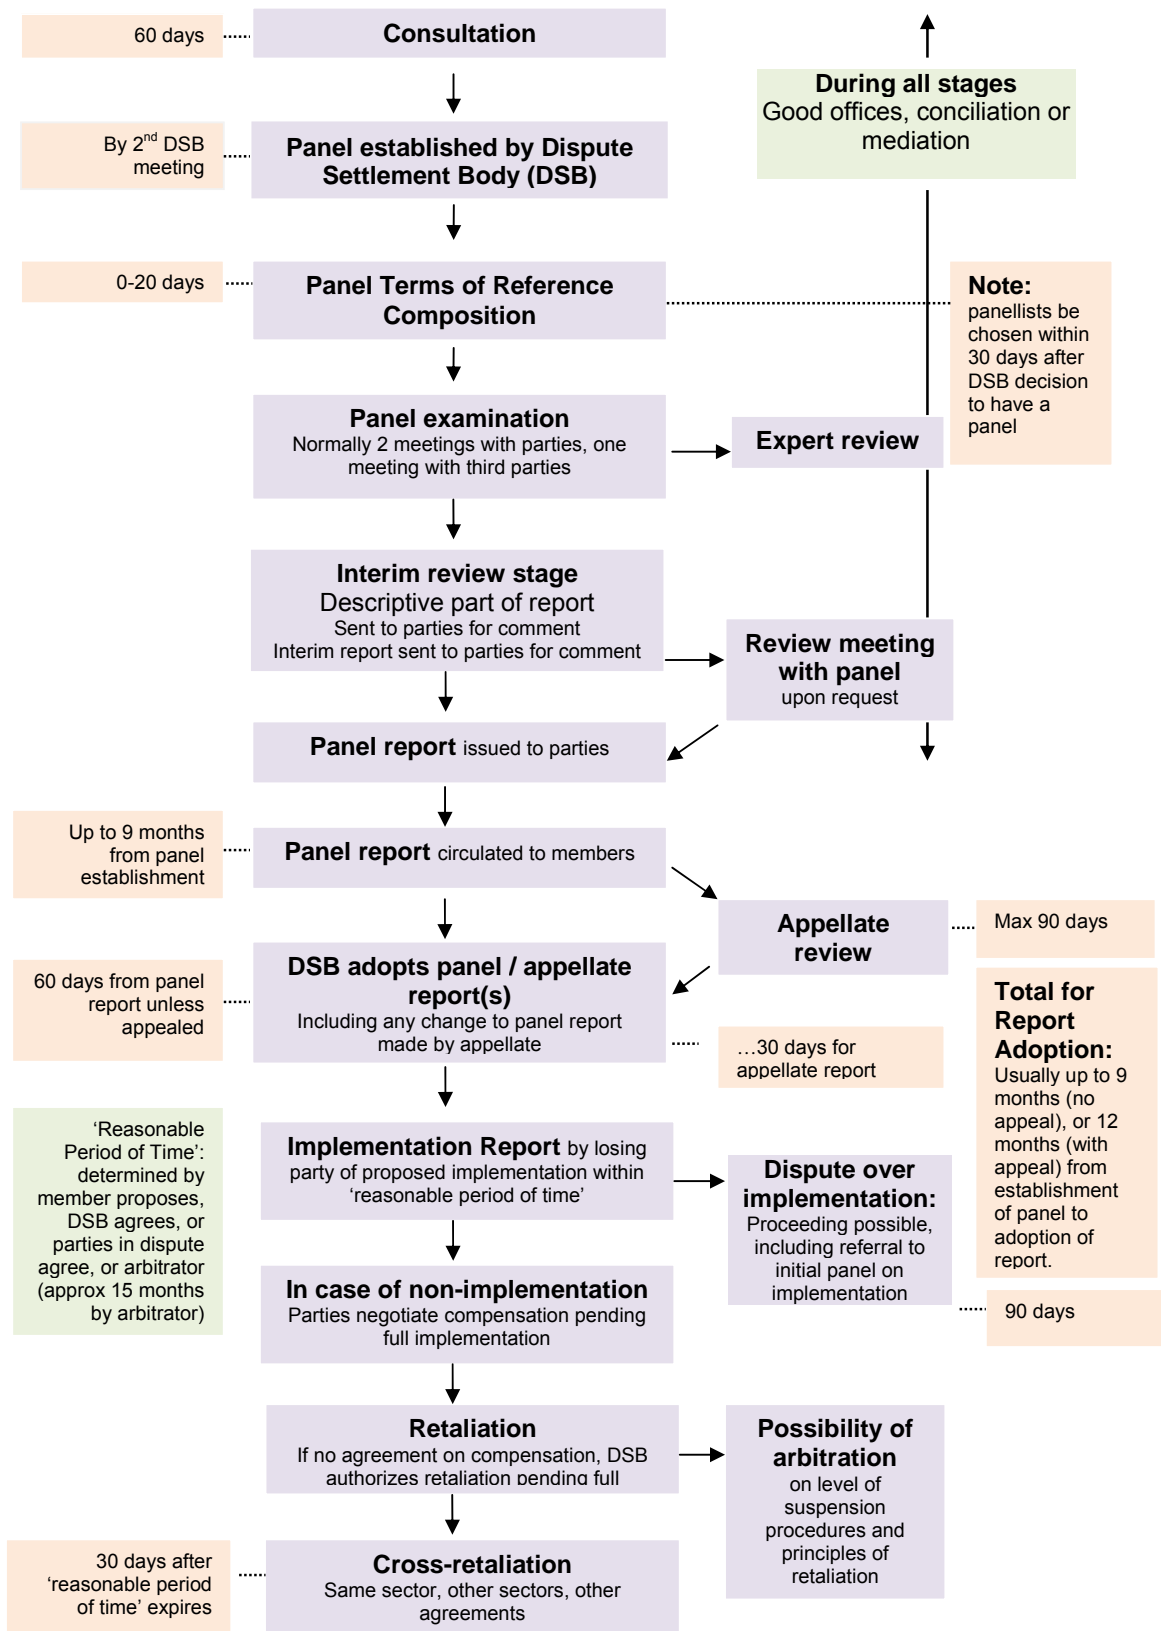 60 days
Consultation
During all stages
Good offices, conciliation or
mediation
By 2nd DSB
meeting
Panel established by Dispute
Settlement Body (DSB)
0-20 days
Panel Terms of Reference
Composition
Note:
panellists be
chosen within
30 days after
DSB decision
to have a
panel
Panel examination
Normally 2 meetings with parties, one
meeting with third parties
Expert review
Interim review stage
Descriptive part of report
Sent to parties for comment
Interim report sent to parties for comment
Review meeting
with panel
upon request
Panel report issued to parties
Up to 9 months
from panel
establishment
Panel report circulated to members
Appellate
review
Max 90 days
60 days from panel
report unless
appealed
DSB adopts panel / appellate
report(s)
Including any change to panel report
made by appellate
…30 days for
appellate report
Total for
Report
Adoption:
Usually up to 9
months (no
appeal), or 12
months (with
appeal) from
establishment
of panel to
adoption of
report.
‘Reasonable
Period of Time’:
determined by
member proposes,
DSB agrees, or
parties in dispute
agree, or arbitrator
(approx 15 months
by arbitrator)
Implementation Report by losing
party of proposed implementation within
‘reasonable period of time’
Dispute over
implementation:
Proceeding possible,
including referral to
initial panel on
implementation
90 days
In case of non-implementation
Parties negotiate compensation pending
full implementation
Retaliation
If no agreement on compensation, DSB
authorizes retaliation pending full
Possibility of
arbitration
on level of
suspension
procedures and
principles of
retaliation
30 days after
‘reasonable period
of time’ expires
Cross-retaliation
Same sector, other sectors, other
agreements